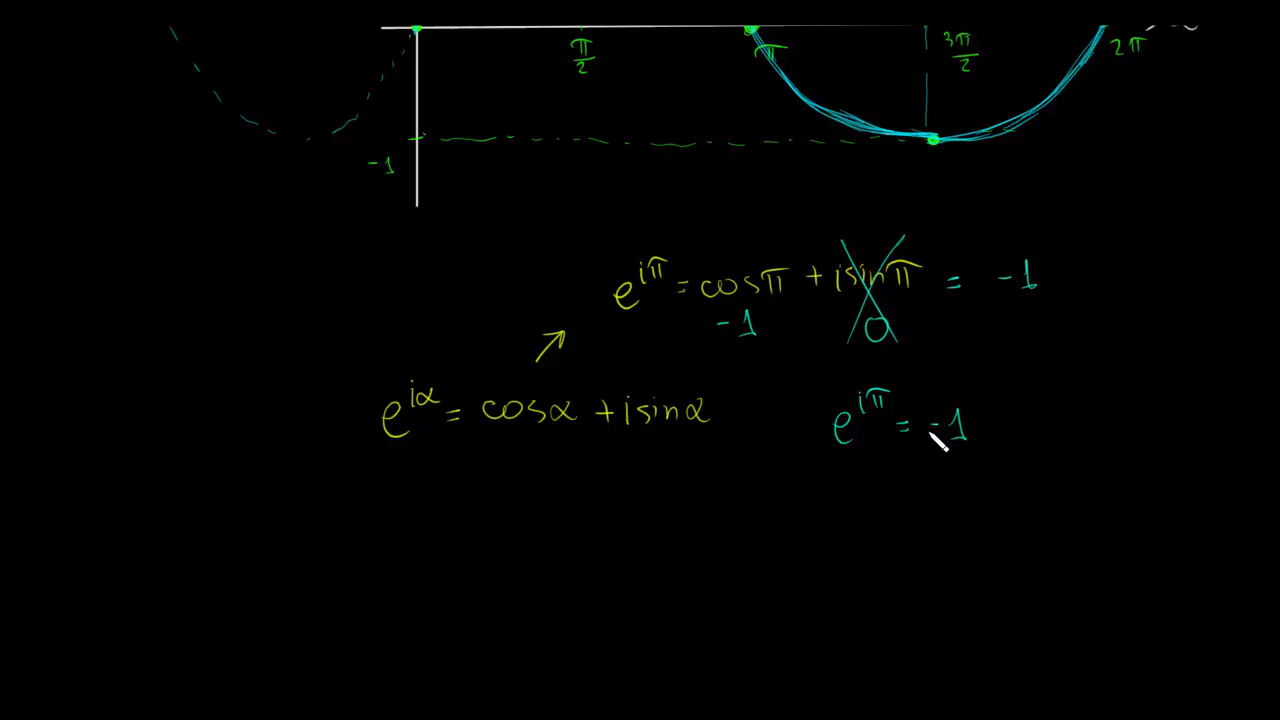 π/2 π 3π/2 2π
-1
e^{iπ} = cosπ + isinπ = -1
-1 0
e^{iα} = cosα + isinα
e^{iπ} = -1